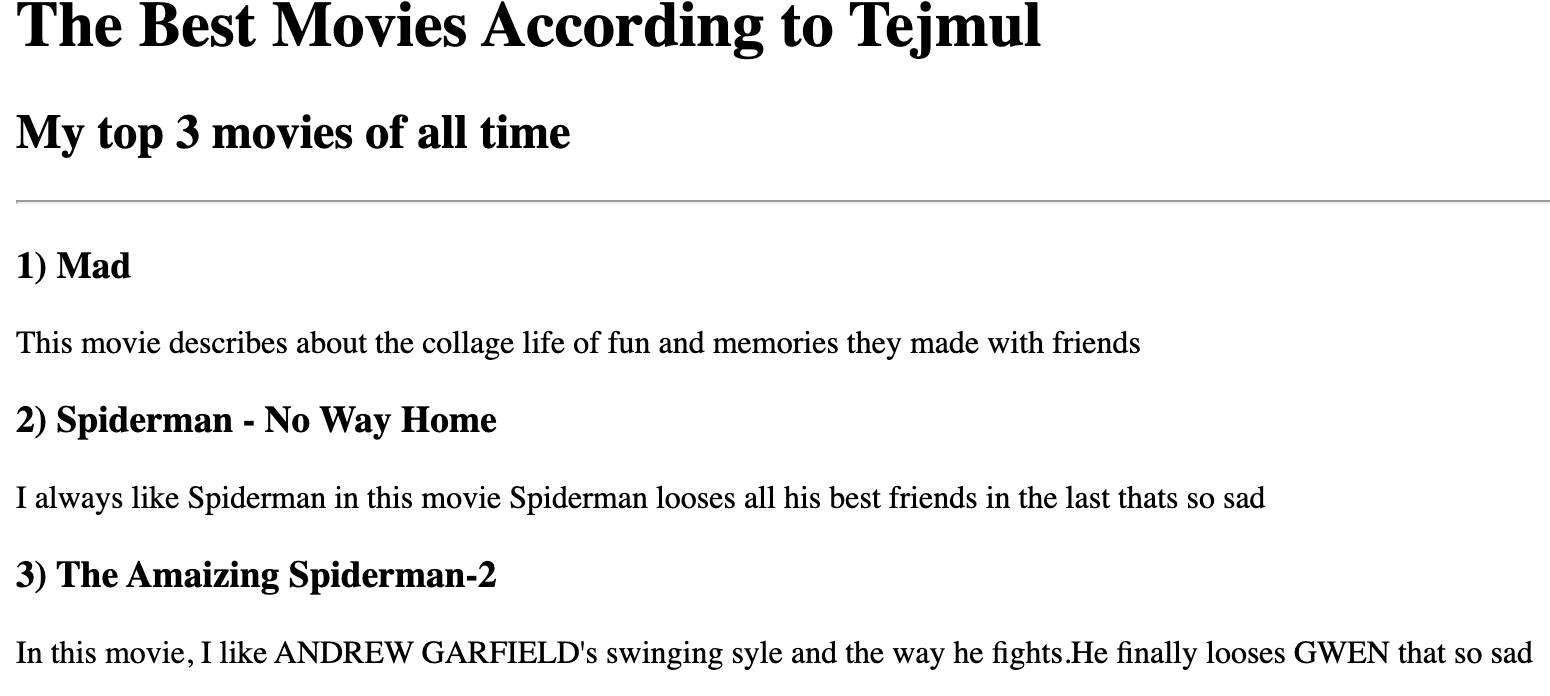 The Best Movies According to Tejmul
My top 3 movies of all time
1) Mad
This movie describes about the collage life of fun and memories they made with friends
2) Spiderman - No Way Home
I always like Spiderman in this movie Spiderman looses all his best friends in the last thats so sad
3) The Amaizing Spiderman-2
In this movie, I like ANDREW GARFIELD's swinging syle and the way he fights.He finally looses GWEN that so sad